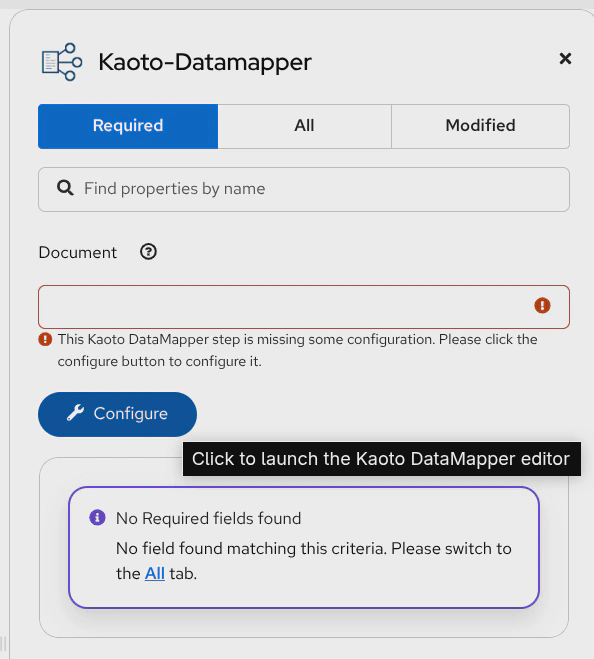 Kaoto-Datamapper
Required
All
Modified
Find properties by name
Document
This Kaoto DataMapper step is missing some configuration. Please click the
configure button to configure it.
Configure
Click to launch the Kaoto DataMapper editor
No Required fields found
No field found matching this criteria. Please switch to
the All tab.